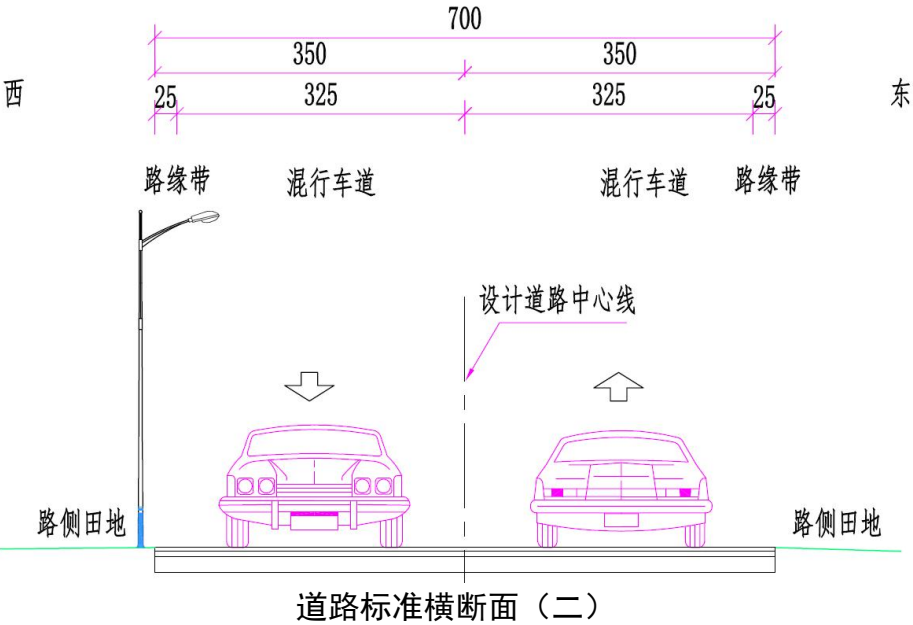 700
350 350
西 25 325 325 25 东
路缘带 混行车道 混行车道 路缘带
设计道路中心线
路侧田地 路侧田地
道路标准横断面（二）